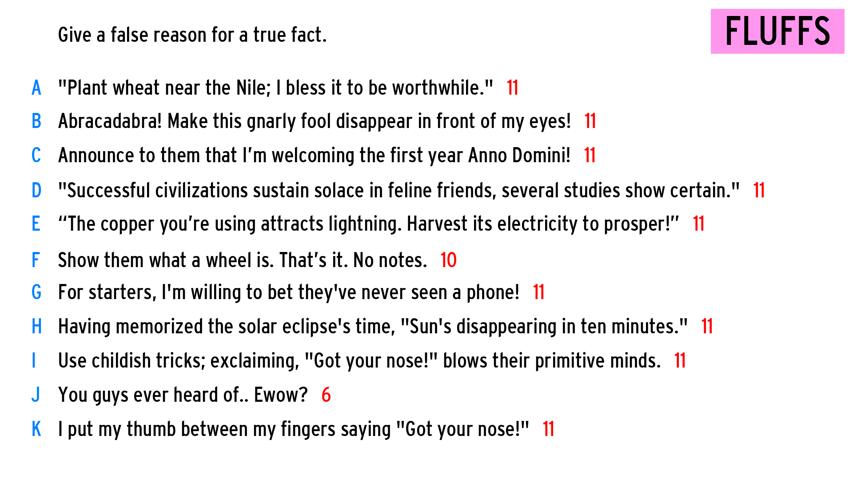 Give a false reason for a true fact.
FLUFFS
A "Plant wheat near the Nile; I bless it to be worthwhile." 11
B Abracadabra! Make this gnarly fool disappear in front of my eyes! 11
C Announce to them that I'm welcoming the first year Anno Domini! 11
D "Successful civilizations sustain solace in feline friends, several studies show certain." 11
E “The copper you’re using attracts lightning. Harvest its electricity to prosper!” 11
F Show them what a wheel is. That’s it. No notes. 10
G For starters, I'm willing to bet they've never seen a phone! 11
H Having memorized the solar eclipse's time, "Sun's disappearing in ten minutes." 11
I Use childish tricks; exclaiming, "Got your nose!" blows their primitive minds. 11
J You guys ever heard of.. Ewow? 6
K I put my thumb between my fingers saying "Got your nose!" 11